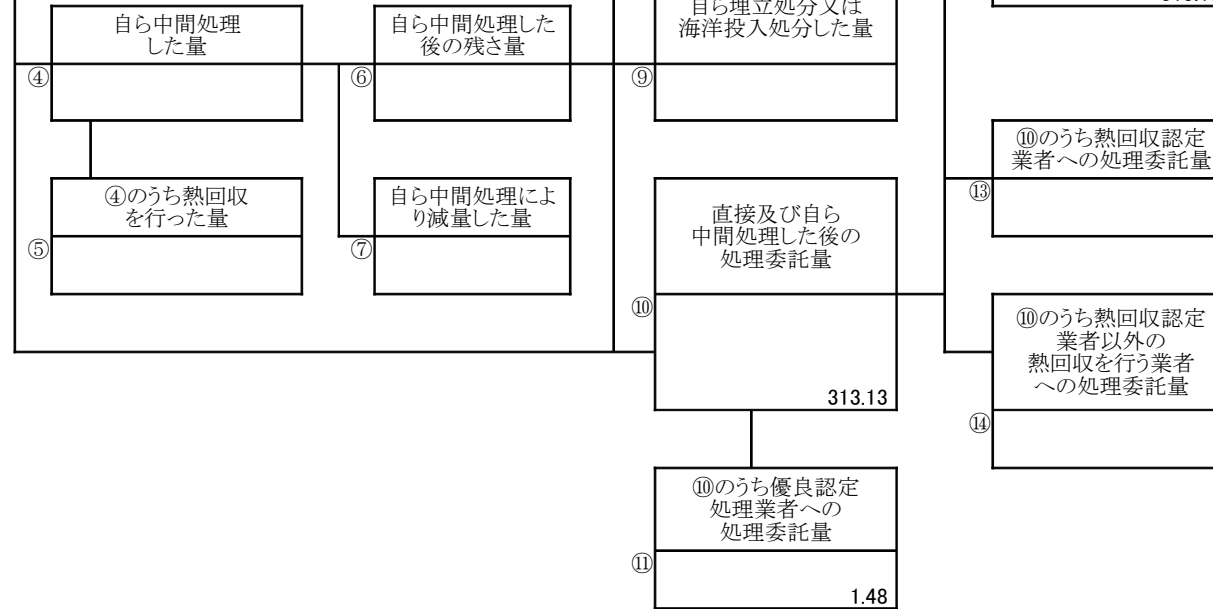 自ら中間処理
した量
④
⑤
④のうち熱回収
を行った量
自ら中間処理した
後の残さ量
⑥
自ら中間処理によ
り減量した量
⑦
自ら埋立処分又は
海洋投入処分した量
⑨
直接及び自ら
中間処理した後の
処理委託量
⑩
313.13
⑩のうち優良認定
処理業者への
処理委託量
⑪
1.48
⑩のうち熱回収認定
業者への処理委託量
⑬
⑩のうち熱回収認定
業者以外の
熱回収を行う業者
への処理委託量
⑭